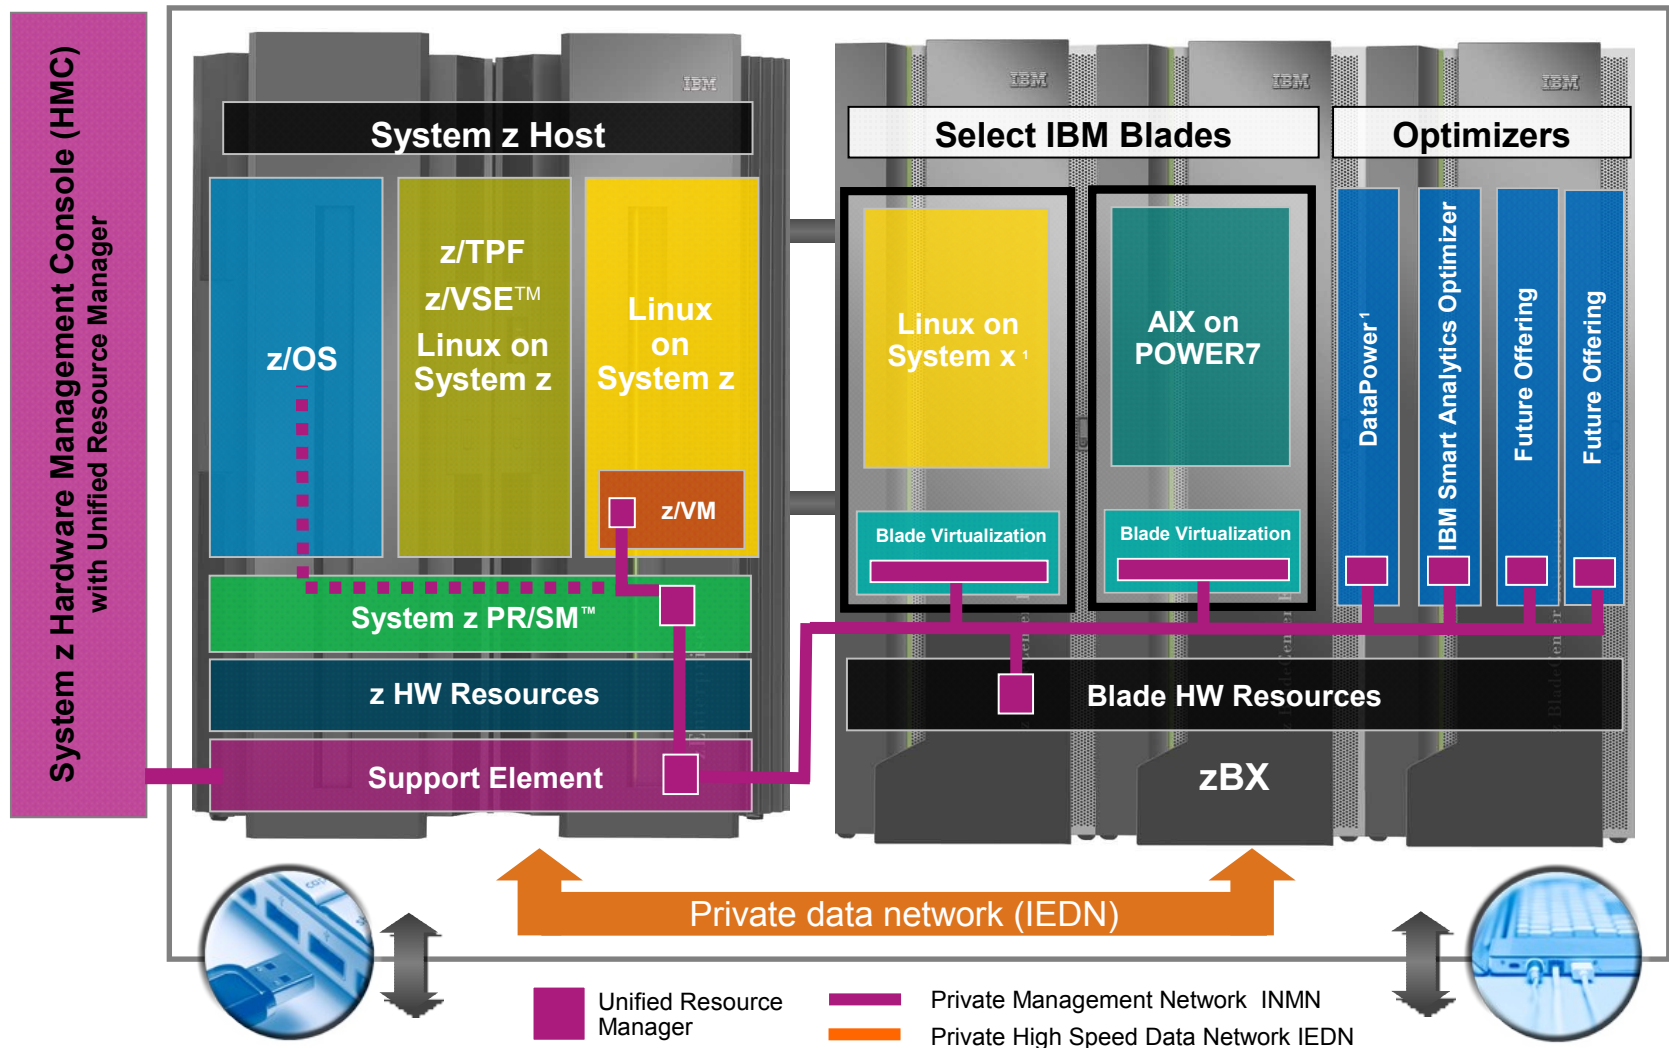 System z Hardware Management Console (HMC)
with Unified Resource Manager
IBM
IBM
IBM
IBM
System z Host
Select IBM Blades
Optimizers
z/OS
z/TPF
z/VSE™
Linux on
System z
Linux
on
System z
z/VM
Linux on
System x ¹
AIX on
POWER7
DataPower ¹
IBM Smart Analytics Optimizer
Future Offering
Future Offering
Blade Virtualization
Blade Virtualization
System z PR/SM™
z HW Resources
Support Element
Blade HW Resources
zBX
Private data network (IEDN)
Unified Resource
Manager
Private Management Network INMN
Private High Speed Data Network IEDN